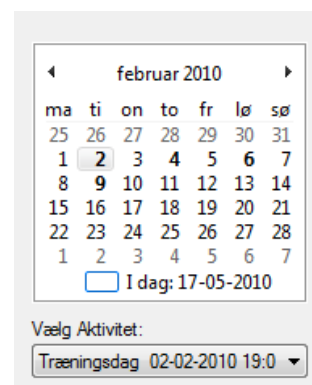 februar 2010
ma ti on to fr lø sø
25 26 27 28 29 30 31
1 2 3 4 5 6 7
8 9 10 11 12 13 14
15 16 17 18 19 20 21
22 23 24 25 26 27 28
1 2 3 4 5 6 7
I dag: 17-05-2010
Vælg Aktivitet:
Træningsdag 02-02-2010 19:0